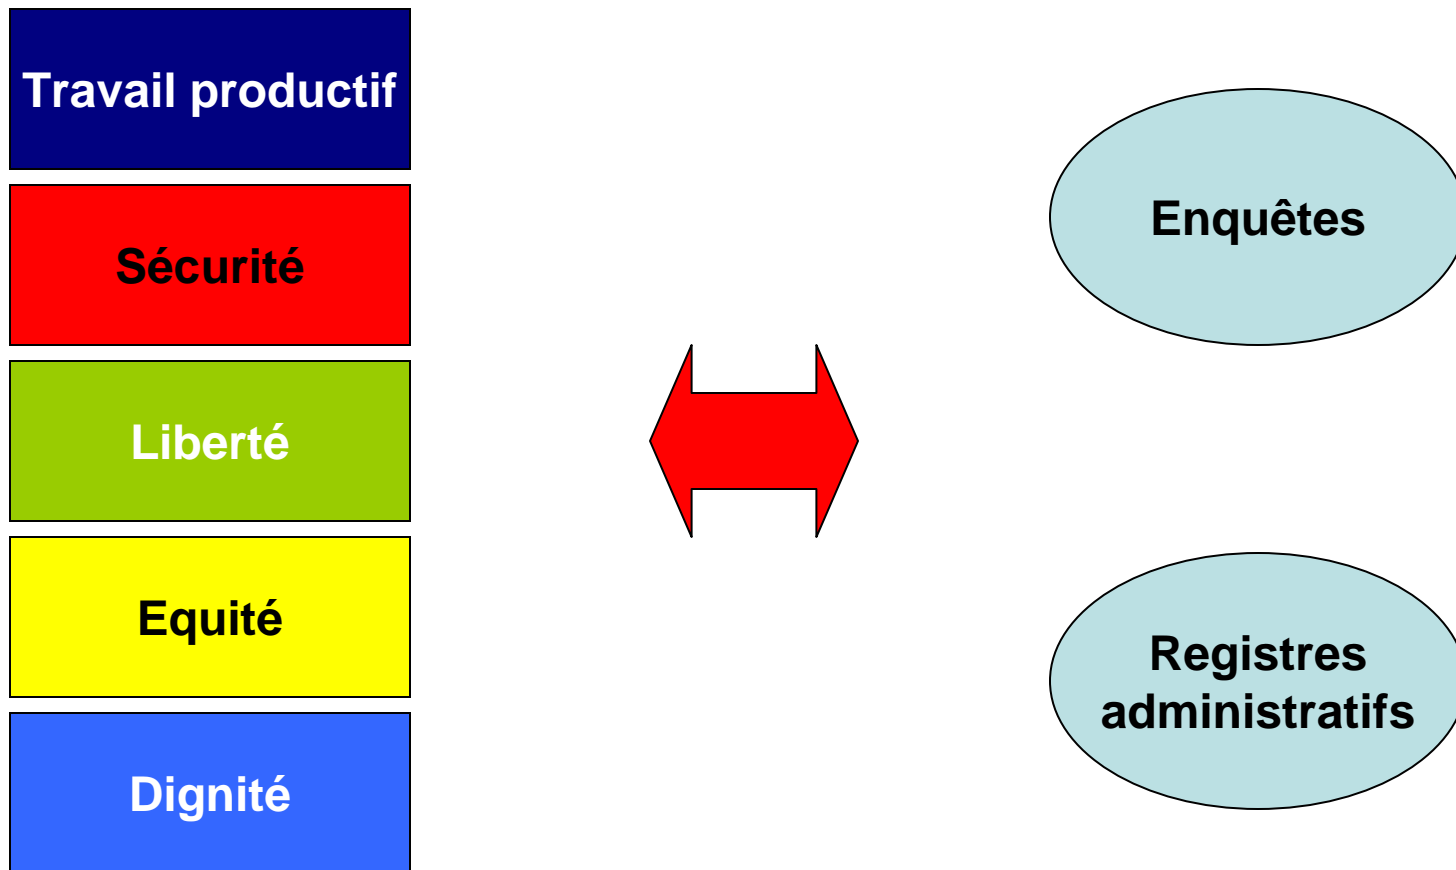 Travail productif
Sécurité
Liberté
Equité
Dignité
Enquêtes
Registres
administratifs